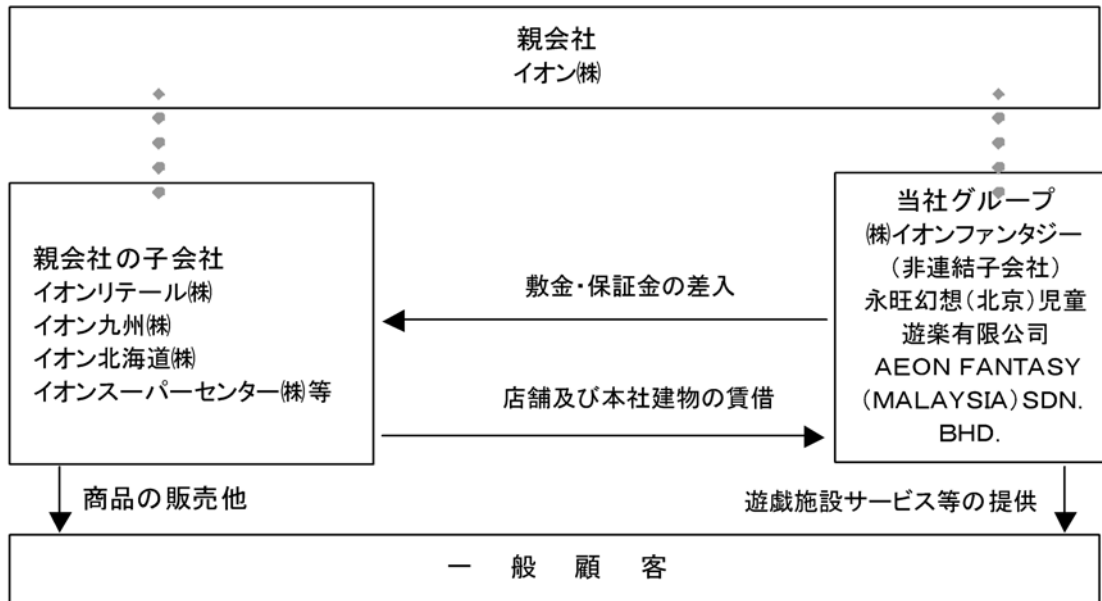 親会社
イオン㈱
親会社の子会社
イオンリテール㈱
イオン九州㈱
イオン北海道㈱
イオンスーパーセンター㈱等
敷金・保証金の差入
店舗及び本社建物の賃借
当社グループ
㈱イオンファンタジー
（非連結子会社）
永旺幻想（北京）児童
遊楽有限公司
AEON FANTASY
（MALAYSIA）SDN.
BHD.
商品の販売他
遊戯施設サービス等の提供
一 般 顧 客